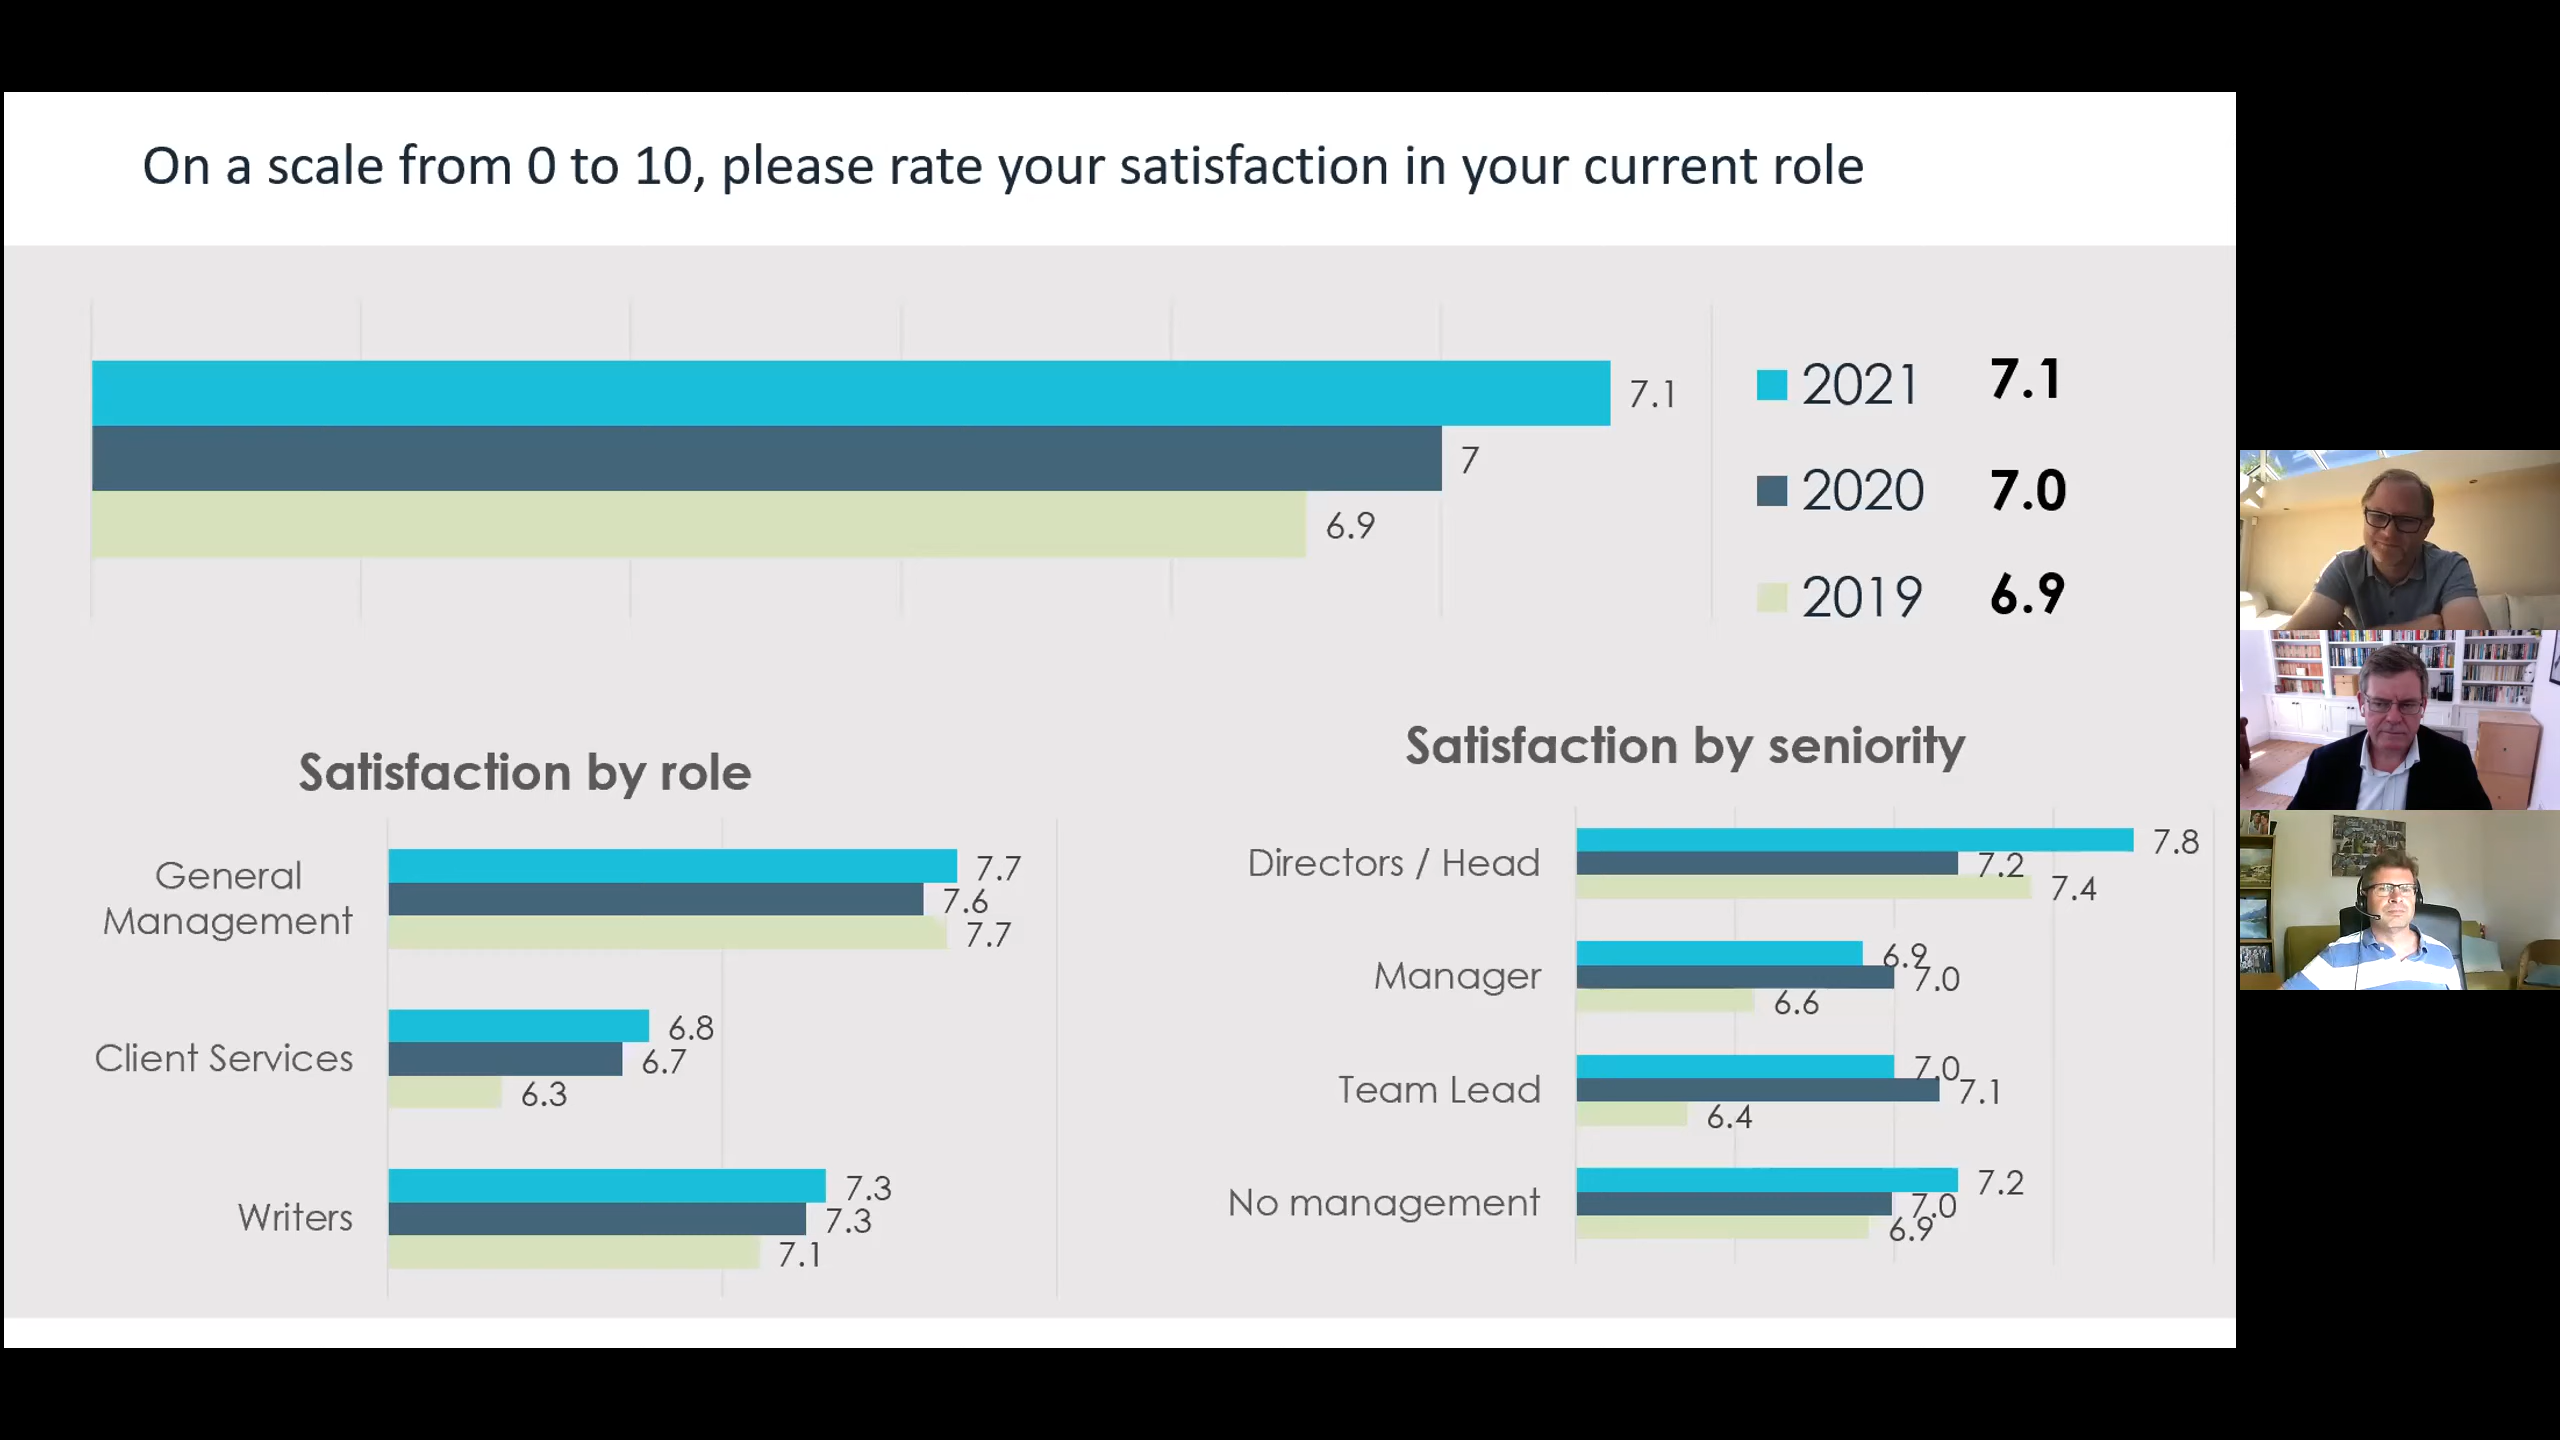 On a scale from 0 to 10, please rate your satisfaction in your current role
7.1
7
6.9
2021 7.1
2020 7.0
2019 6.9
Satisfaction by role
General
Management
7.7
7.6
7.7
Client Services
6.8
6.7
6.3
Writers
7.3
7.3
7.1
Satisfaction by seniority
Directors / Head
7.8
7.2
7.4
Manager
6.9
7.0
6.6
Team Lead
7.0
7.1
6.4
No management
7.2
7.0
6.9